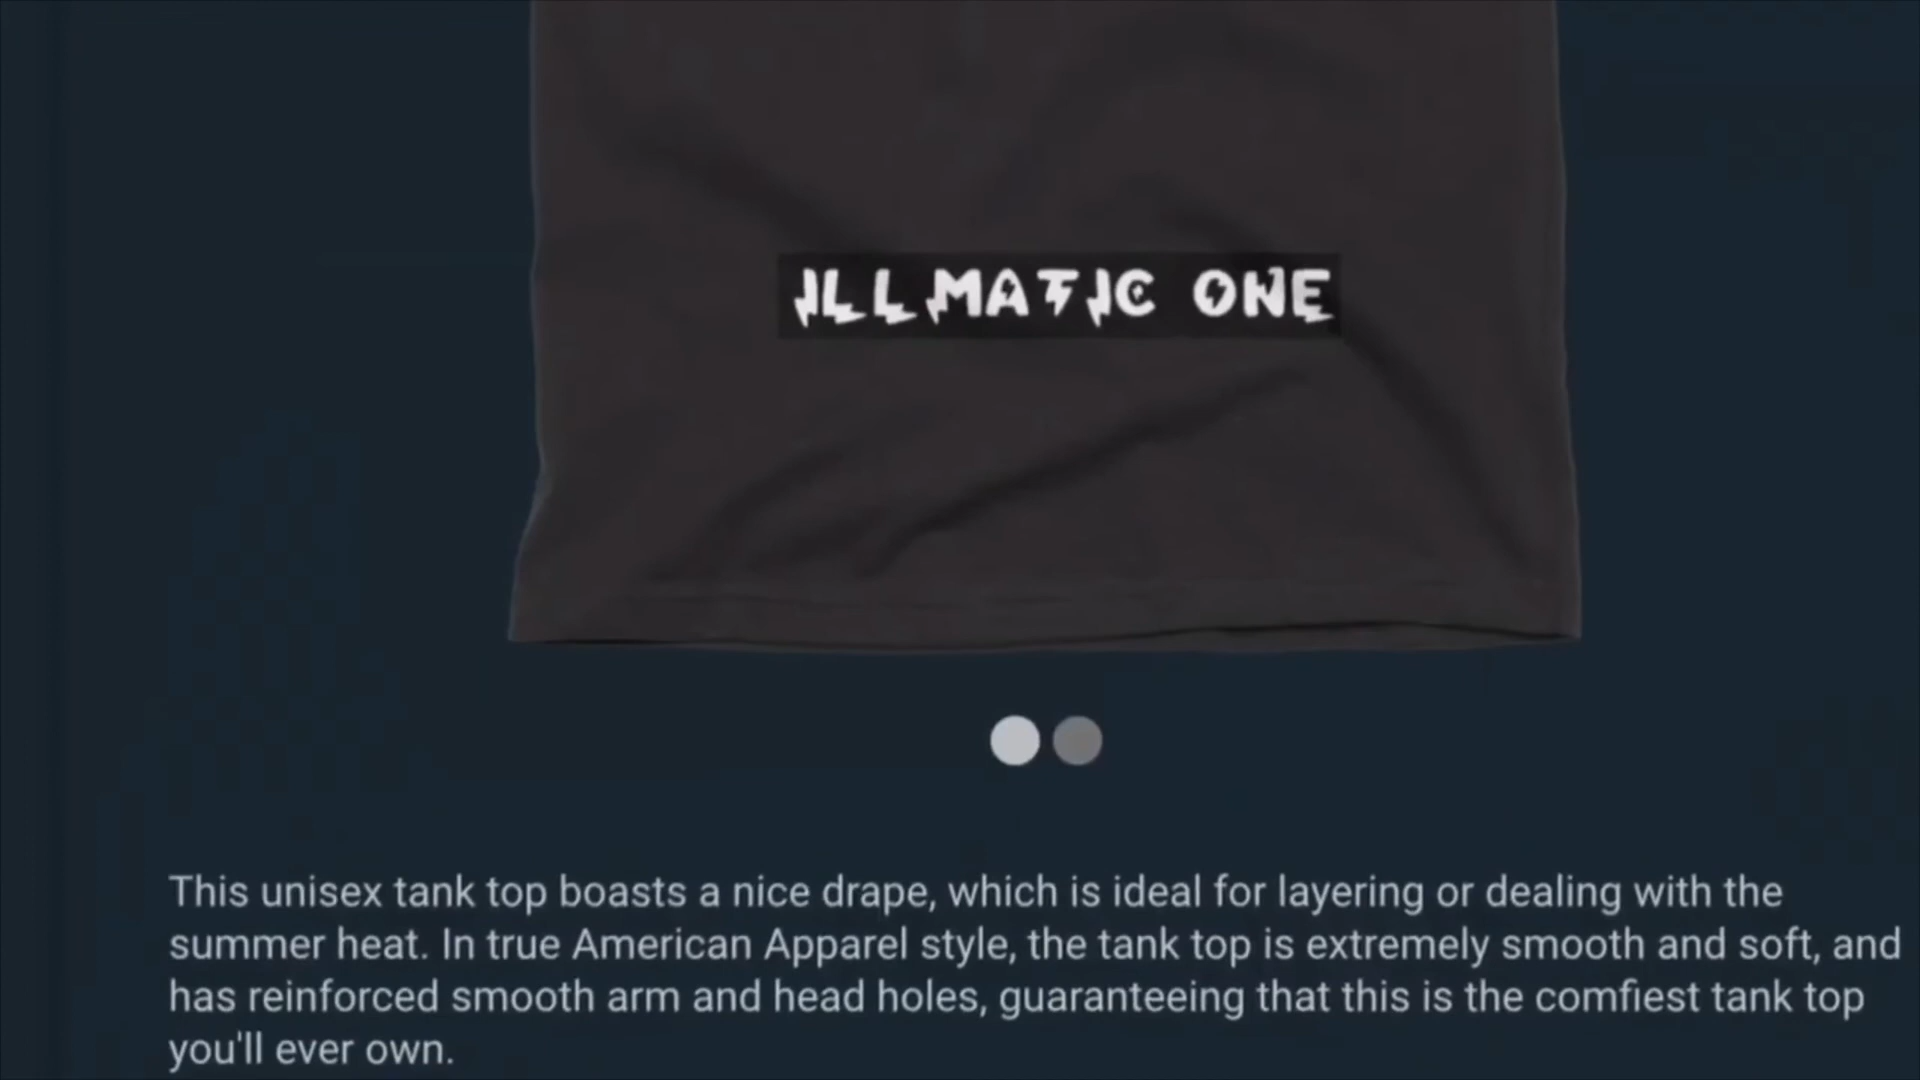 ILLMATIC ONE
This unisex tank top boasts a nice drape, which is ideal for layering or dealing with the
summer heat. In true American Apparel style, the tank top is extremely smooth and soft, and
has reinforced smooth arm and head holes, guaranteeing that this is the comfiest tank top
you'll ever own.